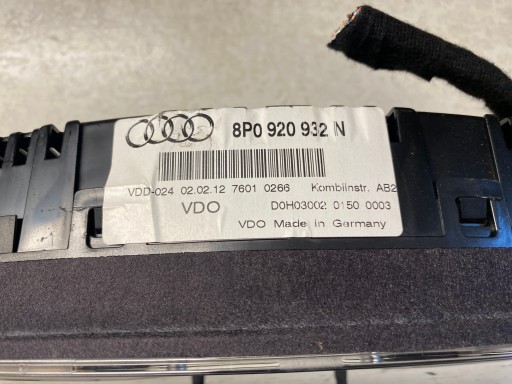 8P0 920 932 N
VDD-024 02.02.12 7601 0266 Kombiinstr. AB2
VDO D0H03002 0150 0003
VDO Made in Germany